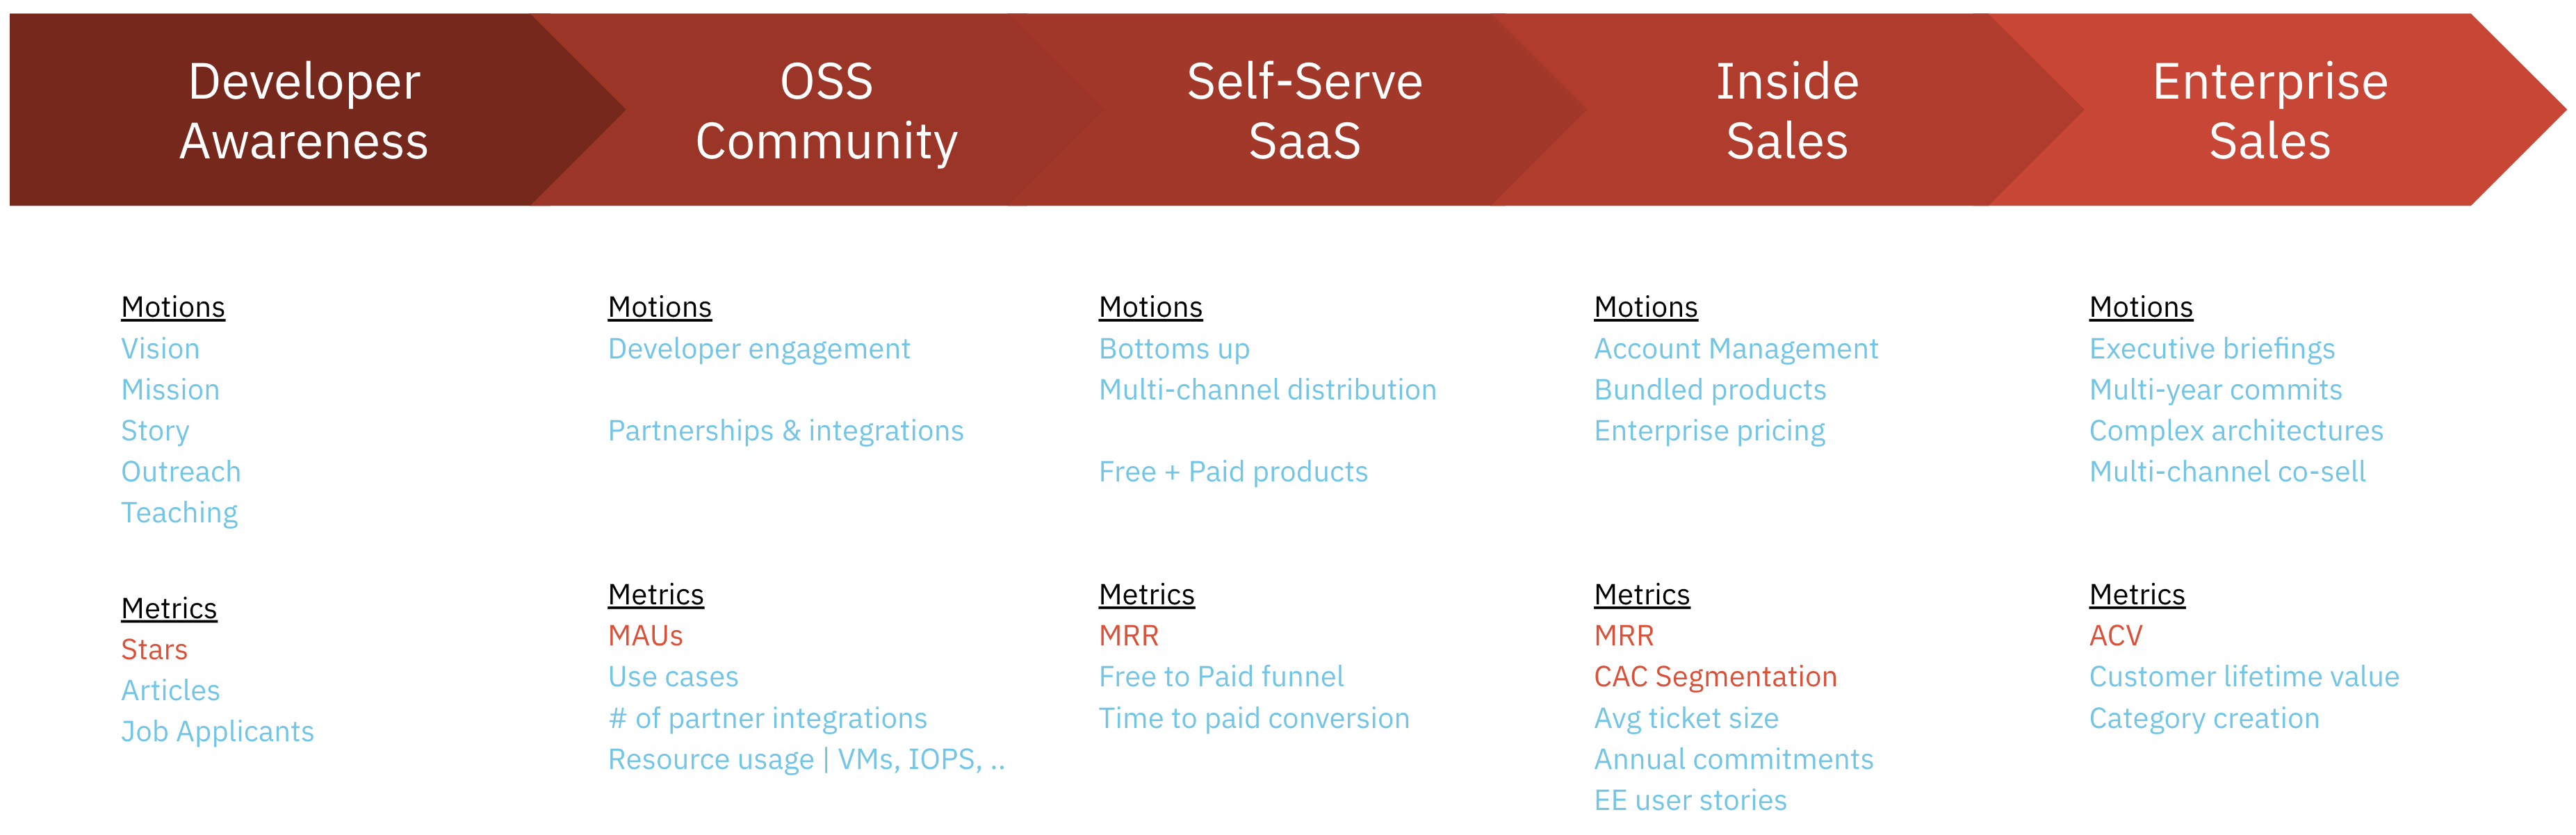 Developer
Awareness
OSS
Community
Self-Serve
SaaS
Inside
Sales
Enterprise
Sales
Motions
Vision
Mission
Story
Outreach
Teaching
Metrics
Stars
Articles
Job Applicants
Motions
Developer engagement
Partnerships & integrations
Metrics
MAUs
Use cases
# of partner integrations
Resource usage | VMs, IOPS, ..
Motions
Bottoms up
Multi-channel distribution
Free + Paid products
Metrics
MRR
Free to Paid funnel
Time to paid conversion
Motions
Account Management
Bundled products
Enterprise pricing
Metrics
MRR
CAC Segmentation
Avg ticket size
Annual commitments
EE user stories
Motions
Executive briefings
Multi-year commits
Complex architectures
Multi-channel co-sell
Metrics
ACV
Customer lifetime value
Category creation